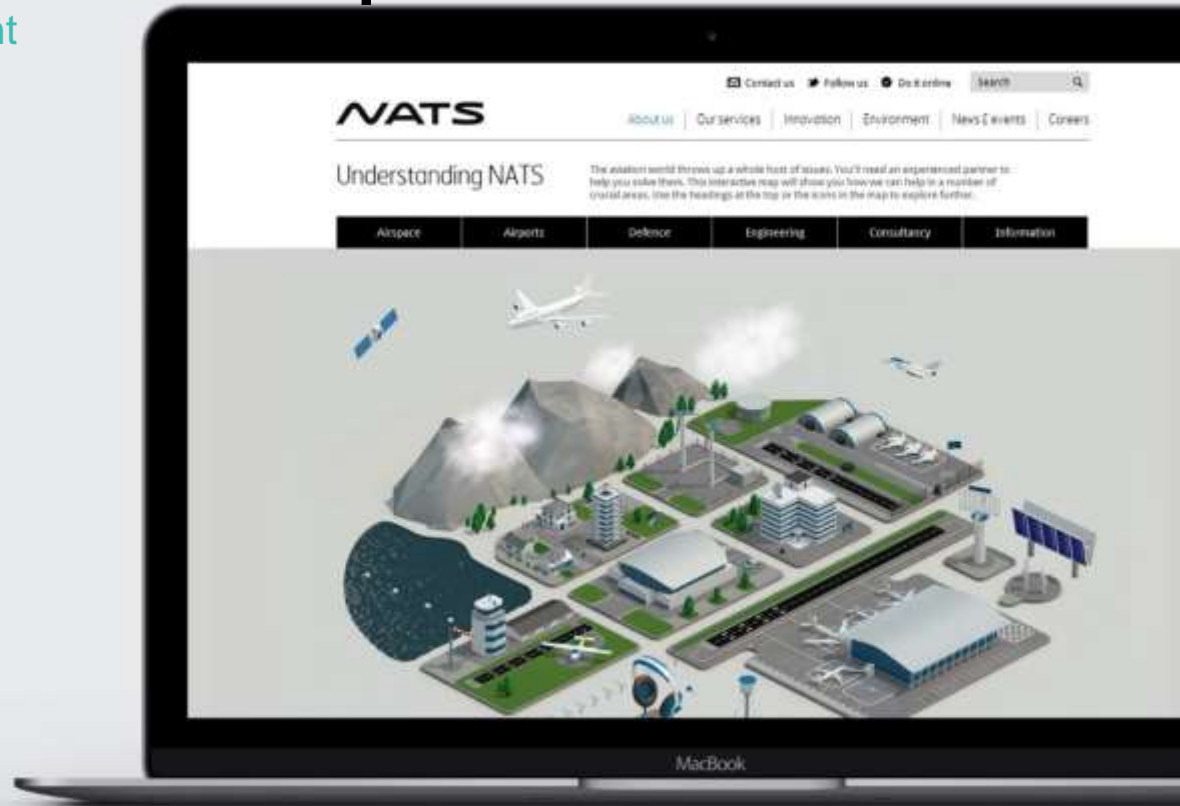 nt
Contact us Follow us Do it online Search
NATS
About us Our services Innovation Environment News & events Careers
Understanding NATS
The aviation world throws up a whole host of issues. You'll need an experienced partner to
help you solve them. This interactive map will show you how we can help in a number of
crucial areas. Use the headings at the top or the icons in the map to explore further.
Airspace Airports Defence Engineering Consultancy Information
MacBook